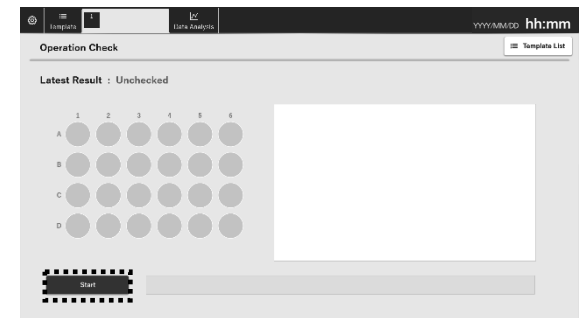 Template
1
Data Analysis
YYYY/MM/DD hh:mm
Operation Check
Template List
Latest Result : Unchecked
1 2 3 4 5 6
A
B
C
D
Start